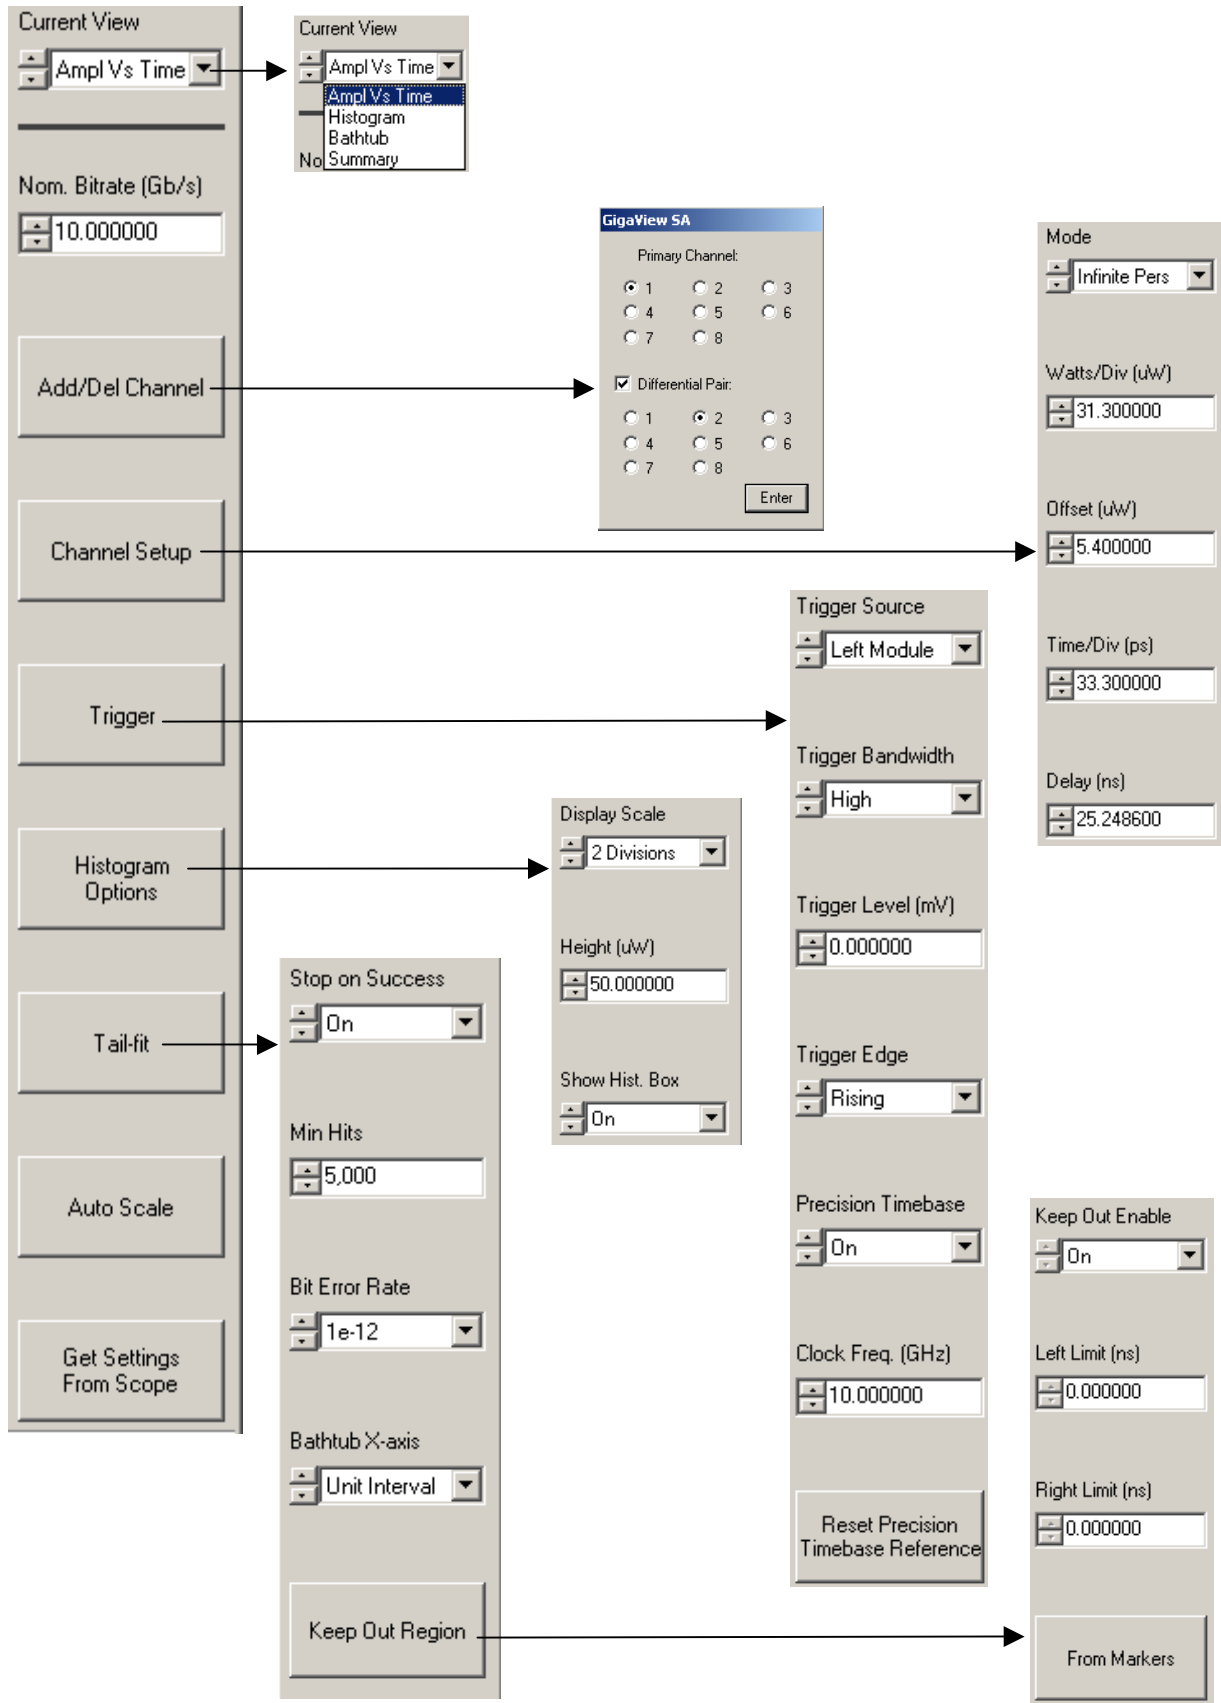 Current View
Ampl Vs Time
Nom. Bitrate (Gb/s)
10.000000
Add/Del Channel
Channel Setup
Trigger
Histogram
Options
Tail-fit
Auto Scale
Get Settings
From Scope
Current View
Ampl Vs Time
Ampl Vs Time
Histogram
Bathtub
No Summary
GigaView SA
Primary Channel:
1 2 3
4 5 6
7 8
Differential Pair:
1 2 3
4 5 6
7 8
Enter
Mode
Infinite Pers
Watts/Div (uW)
31.300000
Offset (uW)
5.400000
Time/Div (ps)
33.300000
Delay (ns)
25.248600
Trigger Source
Left Module
Trigger Bandwidth
High
Trigger Level (mV)
0.000000
Trigger Edge
Rising
Precision Timebase
On
Clock Freq. (GHz)
10.000000
Reset Precision
Timebase Reference
Display Scale
2 Divisions
Height (uW)
50.000000
Show Hist. Box
On
Stop on Success
On
Min Hits
5,000
Bit Error Rate
1e-12
Bathtub X-axis
Unit Interval
Keep Out Region
Keep Out Enable
On
Left Limit (ns)
0.000000
Right Limit (ns)
0.000000
From Markers